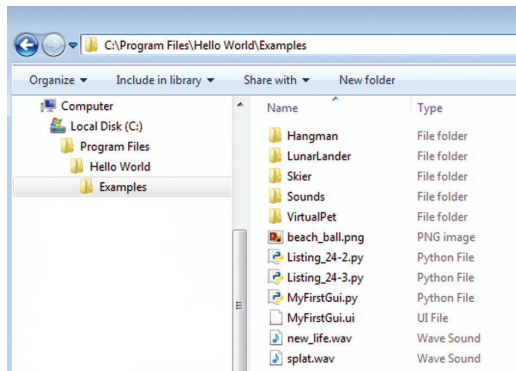 C:\Program Files\Hello World\Examples
Organize Include in library Share with New folder
Computer
Local Disk (C:)
Program Files
Hello World
Examples
Name Type
Hangman File folder
LunarLander File folder
Skier File folder
Sounds File folder
VirtualPet File folder
beach_ball.png PNG image
Listing_24-2.py Python File
Listing_24-3.py Python File
MyFirstGui.py Python File
MyFirstGui.ui UI File
new_life.wav Wave Sound
splat.wav Wave Sound